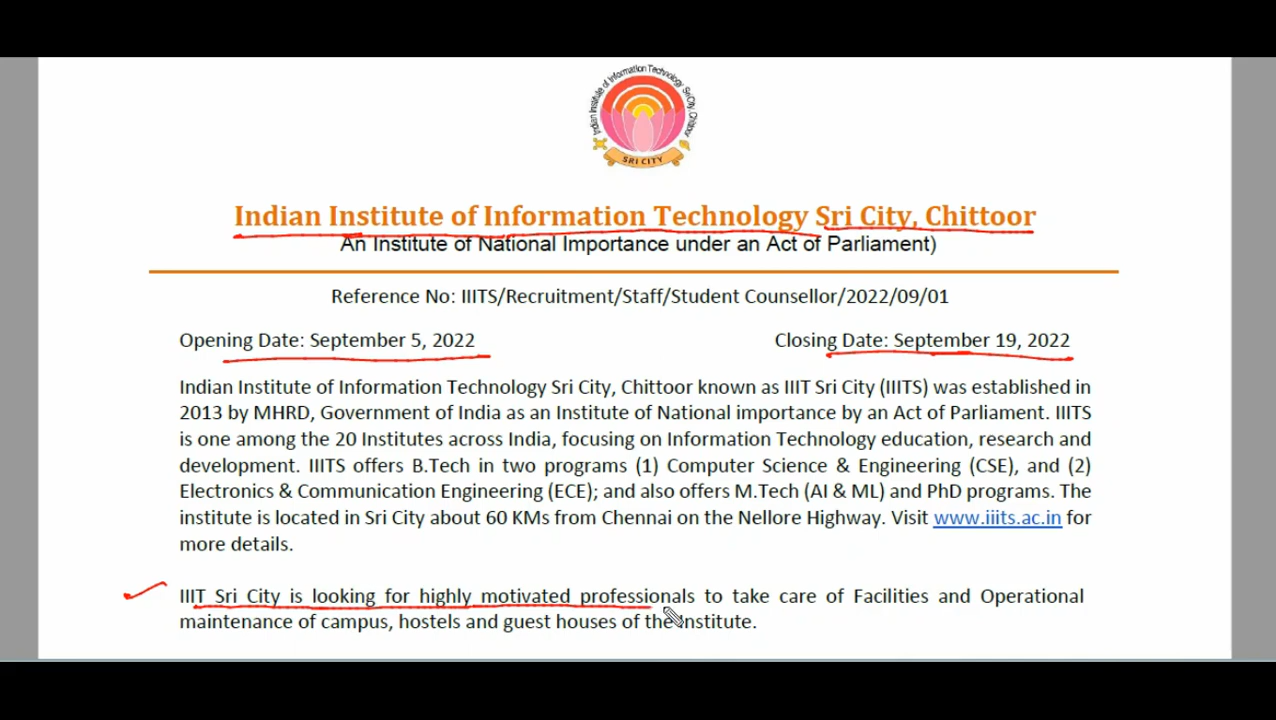 Indian Institute of Information Technology SriCity, Chittoor
SRI CITY
Indian Institute of Information Technology Sri City, Chittoor
An Institute of National Importance under an Act of Parliament)
Reference No: IIITS/Recruitment/Staff/Student Counsellor/2022/09/01
Opening Date: September 5, 2022 Closing Date: September 19, 2022
Indian Institute of Information Technology Sri City, Chittoor known as IIIT Sri City (IIITS) was established in
2013 by MHRD, Government of India as an Institute of National importance by an Act of Parliament. IIITS
is one among the 20 Institutes across India, focusing on Information Technology education, research and
development. IIITS offers B.Tech in two programs (1) Computer Science & Engineering (CSE), and (2)
Electronics & Communication Engineering (ECE); and also offers M.Tech (AI & ML) and PhD programs. The
institute is located in Sri City about 60 KMs from Chennai on the Nellore Highway. Visit www.iiits.ac.in for
more details.
IIIT Sri City is looking for highly motivated professionals to take care of Facilities and Operational
maintenance of campus, hostels and guest houses of the institute.